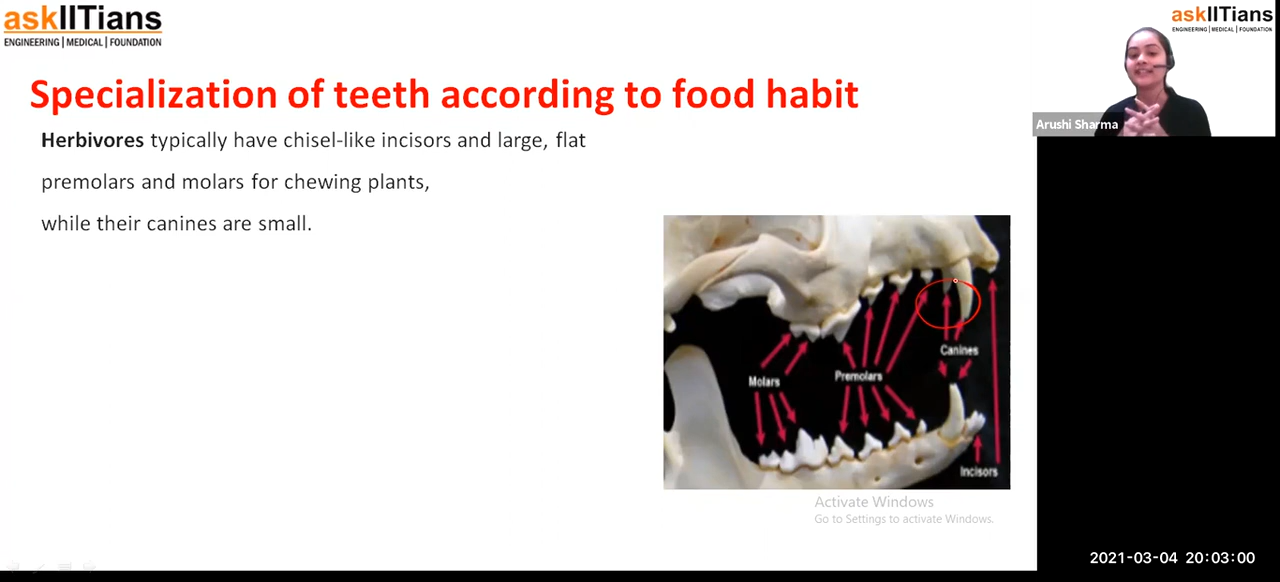 askIITians
ENGINEERING | MEDICAL | FOUNDATION
askIITians
ENGINEERING | MEDICAL | FOUNDATION
Arushi Sharma
Specialization of teeth according to food habit
Herbivores typically have chisel-like incisors and large, flat
premolars and molars for chewing plants,
while their canines are small.
Canines
Molars
Premolars
Incisors
Activate Windows
Go to Settings to activate Windows.
2021-03-04 20:03:00